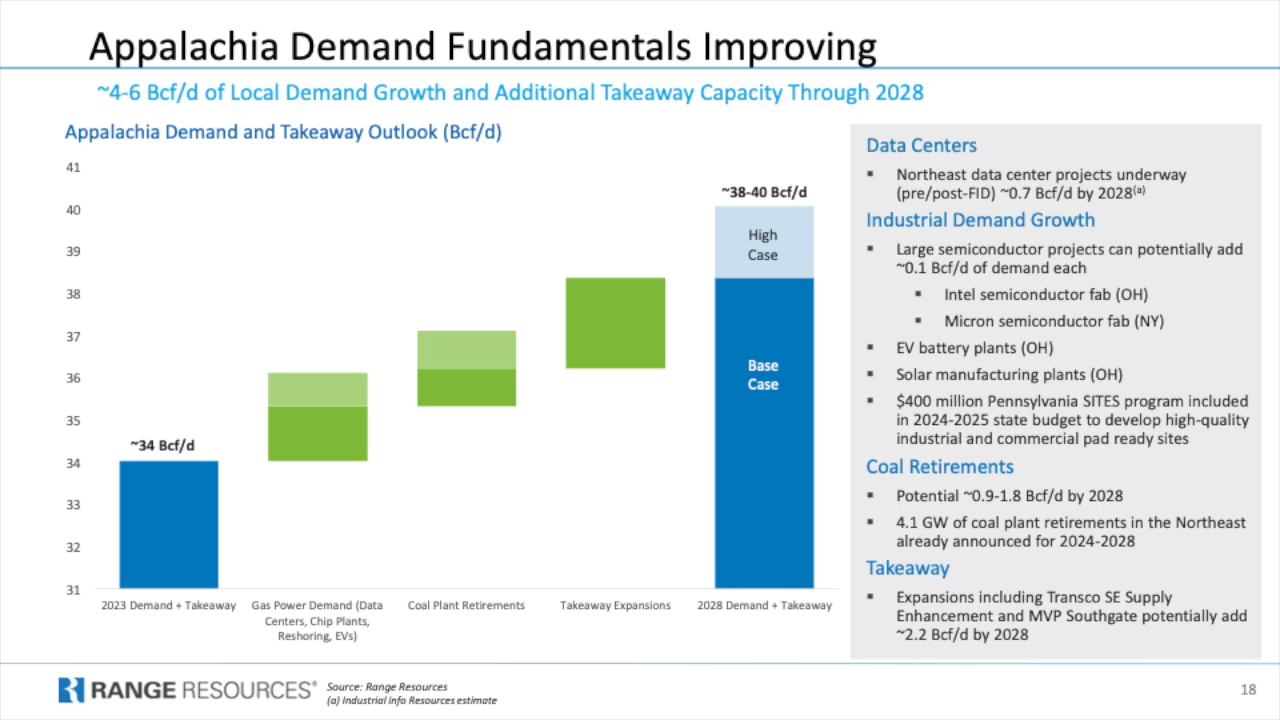 Appalachia Demand Fundamentals Improving
~4-6 Bcf/d of Local Demand Growth and Additional Takeaway Capacity Through 2028
Appalachia Demand and Takeaway Outlook (Bcf/d)
41
40
39
38
37
36
35
34
33
32
31
~34 Bcf/d
~38-40 Bcf/d
High
Case
Base
Case
2023 Demand + Takeaway
Gas Power Demand (Data
Centers, Chip Plants,
Reshoring, EVs)
Coal Plant Retirements
Takeaway Expansions
2028 Demand + Takeaway
Data Centers
▪ Northeast data center projects underway
(pre/post-FID) ~0.7 Bcf/d by 2028(a)
Industrial Demand Growth
▪ Large semiconductor projects can potentially add
~0.1 Bcf/d of demand each
▪ Intel semiconductor fab (OH)
▪ Micron semiconductor fab (NY)
▪ EV battery plants (OH)
▪ Solar manufacturing plants (OH)
▪ $400 million Pennsylvania SITES program included
in 2024-2025 state budget to develop high-quality
industrial and commercial pad ready sites
Coal Retirements
▪ Potential ~0.9-1.8 Bcf/d by 2028
▪ 4.1 GW of coal plant retirements in the Northeast
already announced for 2024-2028
Takeaway
▪ Expansions including Transco SE Supply
Enhancement and MVP Southgate potentially add
~2.2 Bcf/d by 2028
RANGE RESOURCES®
Source: Range Resources
(a) Industrial Info Resources estimate
18